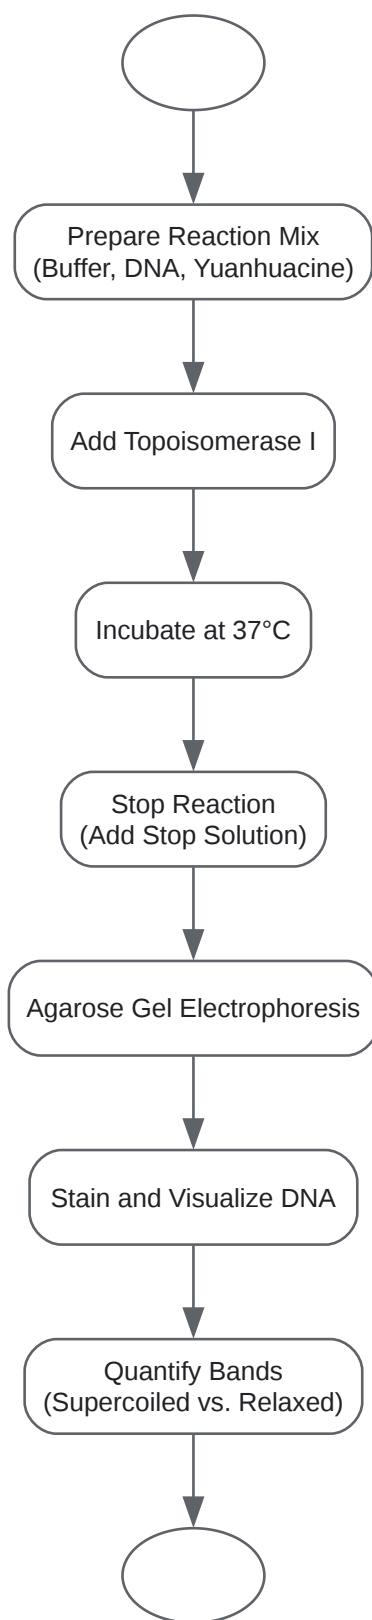 Prepare Reaction Mix
(Buffer, DNA, Yuanhuacine)
Add Topoisomerase I
Incubate at 37°C
Stop Reaction
(Add Stop Solution)
Agarose Gel Electrophoresis
Stain and Visualize DNA
Quantify Bands
(Supercoiled vs. Relaxed)